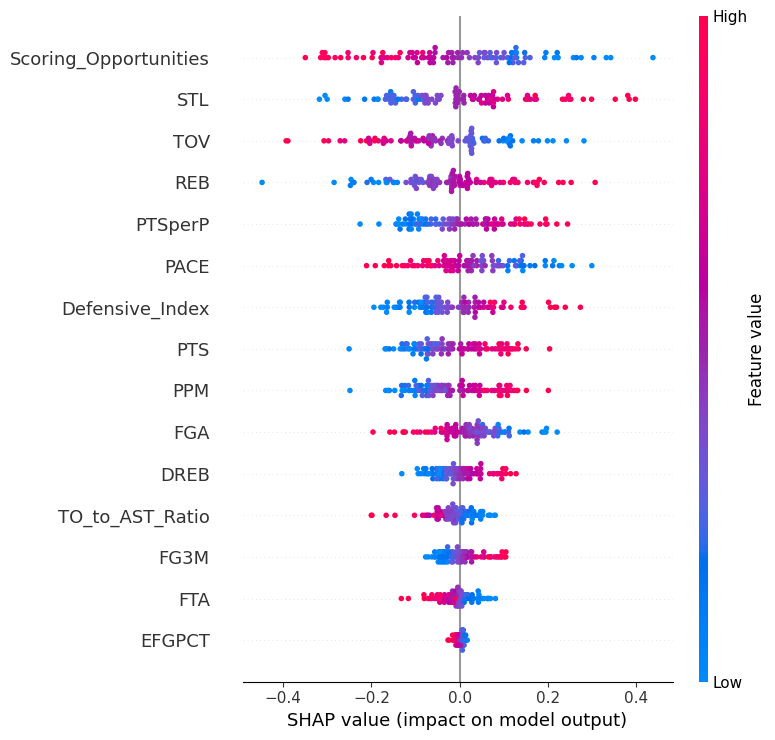 High
Scoring_Opportunities
STL
TOV
REB
PTSperP
PACE
Defensive_Index
PTS
PPM
FGA
DREB
TO_to_AST_Ratio
FG3M
FTA
EFGPCT
Feature value
Low
−0.4 −0.2 0.0 0.2 0.4
SHAP value (impact on model output)